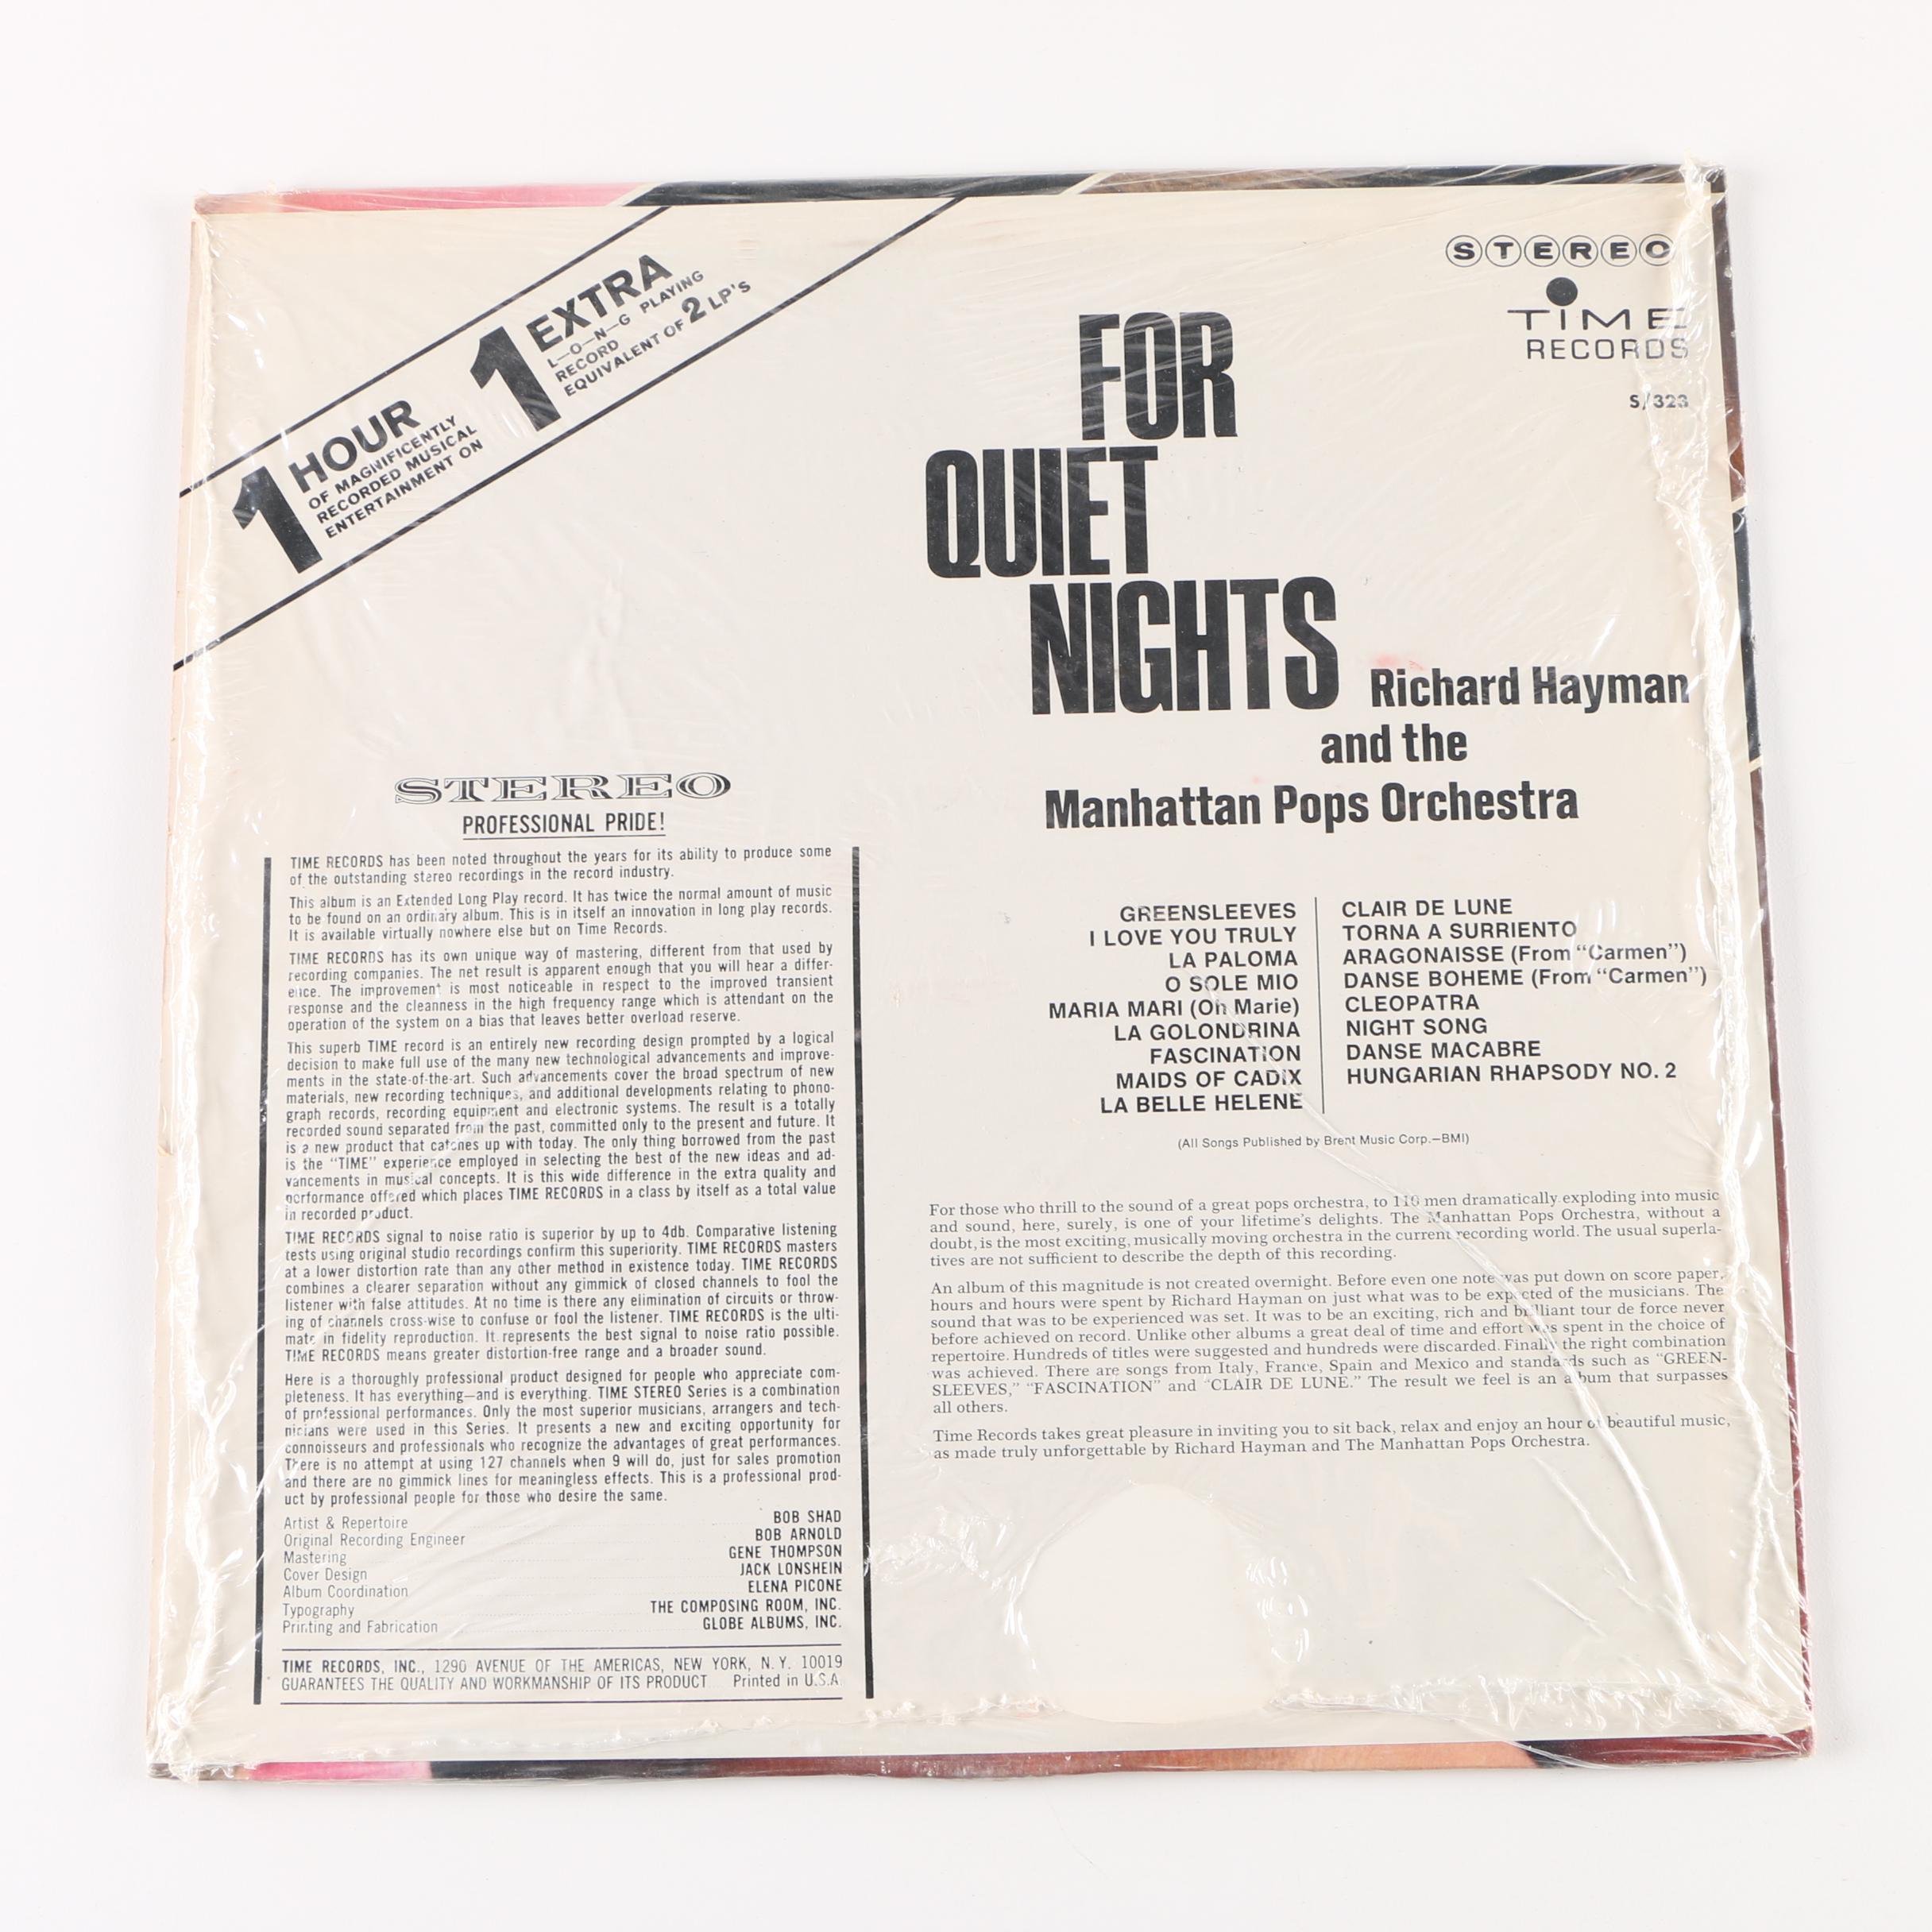 1 HOUR
OF MAGNIFICENTLY
RECORDED MUSICAL
ENTERTAINMENT ON
1 EXTRA
L—O—N—G PLAYING
RECORD
EQUIVALENT OF 2 LP'S
STEREO
TIME
RECORDS
S/323
FOR
QUIET
NIGHTS
Richard Hayman
and the
Manhattan Pops Orchestra
STEREO
PROFESSIONAL PRIDE!
TIME RECORDS has been noted throughout the years for its ability to produce some
of the outstanding stereo recordings in the record industry.
This album is an Extended Long Play record. It has twice the normal amount of music
to be found on an ordinary album. This is in itself an innovation in long play records.
It is available virtually nowhere else but on Time Records.
TIME RECORDS has its own unique way of mastering, different from that used by
recording companies. The net result is apparent enough that you will hear a differ-
ence. The improvement is most noticeable in respect to the improved transient
response and the cleanness in the high frequency range which is attendant on the
operation of the system on a bias that leaves better overload reserve.
This superb TIME record is an entirely new recording design prompted by a logical
decision to make full use of the many new technological advancements and improve-
ments in the state-of-the-art. Such advancements cover the broad spectrum of new
materials, new recording techniques, and additional developments relating to phono-
graph records, recording equipment and electronic systems. The result is a totally
recorded sound separated from the past, committed only to the present and future. It
is a new product that catches up with today. The only thing borrowed from the past
is the "TIME" experience employed in selecting the best of the new ideas and ad-
vancements in musical concepts. It is this wide difference in the extra quality and
performance offered which places TIME RECORDS in a class by itself as a total value
in recorded product.
TIME RECORDS signal to noise ratio is superior by up to 4db. Comparative listening
tests using original studio recordings confirm this superiority. TIME RECORDS masters
at a lower distortion rate than any other method in existence today. TIME RECORDS
combines a clearer separation without any gimmick of closed channels to fool the
listener with false attitudes. At no time is there any elimination of circuits or throw-
ing of channels cross-wise to confuse or fool the listener. TIME RECORDS is the ulti-
mate in fidelity reproduction. It represents the best signal to noise ratio possible.
TIME RECORDS means greater distortion-free range and a broader sound.
Here is a thoroughly professional product designed for people who appreciate com-
pleteness. It has everything—and is everything. TIME STEREO Series is a combination
of professional performances. Only the most superior musicians, arrangers and tech-
nicians were used in this Series. It presents a new and exciting opportunity for
connoisseurs and professionals who recognize the advantages of great performances.
There is no attempt at using 127 channels when 9 will do, just for sales promotion
and there are no gimmick lines for meaningless effects. This is a professional prod-
uct by professional people for those who desire the same.
Artist & Repertoire BOB SHAD
Original Recording Engineer BOB ARNOLD
Mastering GENE THOMPSON
Cover Design JACK LONSHEIN
Album Coordination ELENA PICONE
Typography THE COMPOSING ROOM, INC.
Printing and Fabrication GLOBE ALBUMS, INC.
TIME RECORDS, INC., 1290 AVENUE OF THE AMERICAS, NEW YORK, N.Y. 10019
GUARANTEES THE QUALITY AND WORKMANSHIP OF ITS PRODUCT Printed in U.S.A.
GREENSLEEVES
I LOVE YOU TRULY
LA PALOMA
O SOLE MIO
MARIA MARI (Oh Marie)
LA GOLONDRINA
FASCINATION
MAIDS OF CADIX
LA BELLE HELENE
CLAIR DE LUNE
TORNA A SURRIENTO
ARAGONAISSE (From "Carmen")
DANSE BOHEME (From "Carmen")
CLEOPATRA
NIGHT SONG
DANSE MACABRE
HUNGARIAN RHAPSODY NO. 2
(All Songs Published by Brent Music Corp.—BMI)
For those who thrill to the sound of a great pops orchestra, to 110 men dramatically exploding into music
and sound, here, surely, is one of your lifetime's delights. The Manhattan Pops Orchestra, without a
doubt, is the most exciting, musically moving orchestra in the current recording world. The usual superla-
tives are not sufficient to describe the depth of this recording.
An album of this magnitude is not created overnight. Before even one note was put down on score paper,
hours and hours were spent by Richard Hayman on just what was to be expected of the musicians. The
sound that was to be experienced was set. It was to be an exciting, rich and brilliant tour de force never
before achieved on record. Unlike other albums a great deal of time and effort was spent in the choice of
repertoire. Hundreds of titles were suggested and hundreds were discarded. Finally the right combination
was achieved. There are songs from Italy, France, Spain and Mexico and standards such as "GREEN-
SLEEVES," "FASCINATION" and "CLAIR DE LUNE." The result we feel is an album that surpasses
all others.
Time Records takes great pleasure in inviting you to sit back, relax and enjoy an hour of beautiful music,
as made truly unforgettable by Richard Hayman and The Manhattan Pops Orchestra.